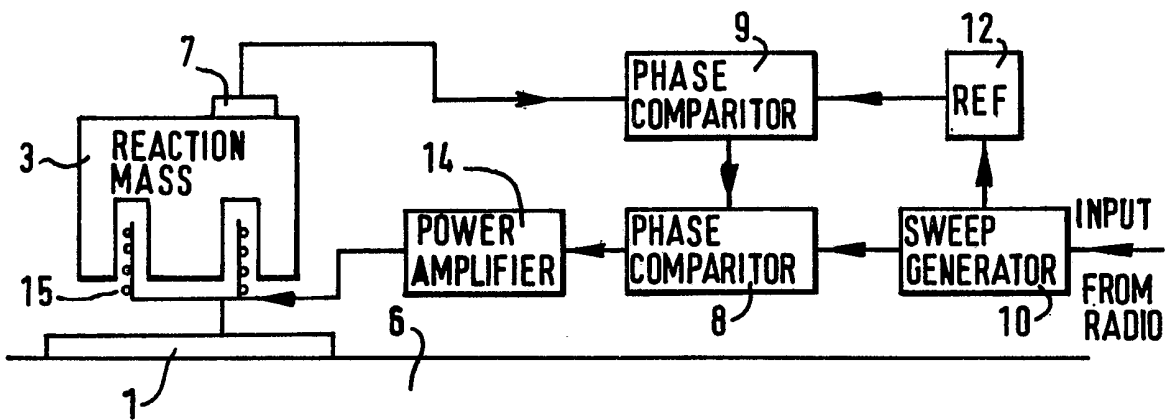 7
9
12
PHASE
COMPARITOR
REF
3
REACTION
MASS
14
POWER
AMPLIFIER
PHASE
COMPARITOR
SWEEP
GENERATOR
INPUT
FROM
RADIO
15
6
8
10
1